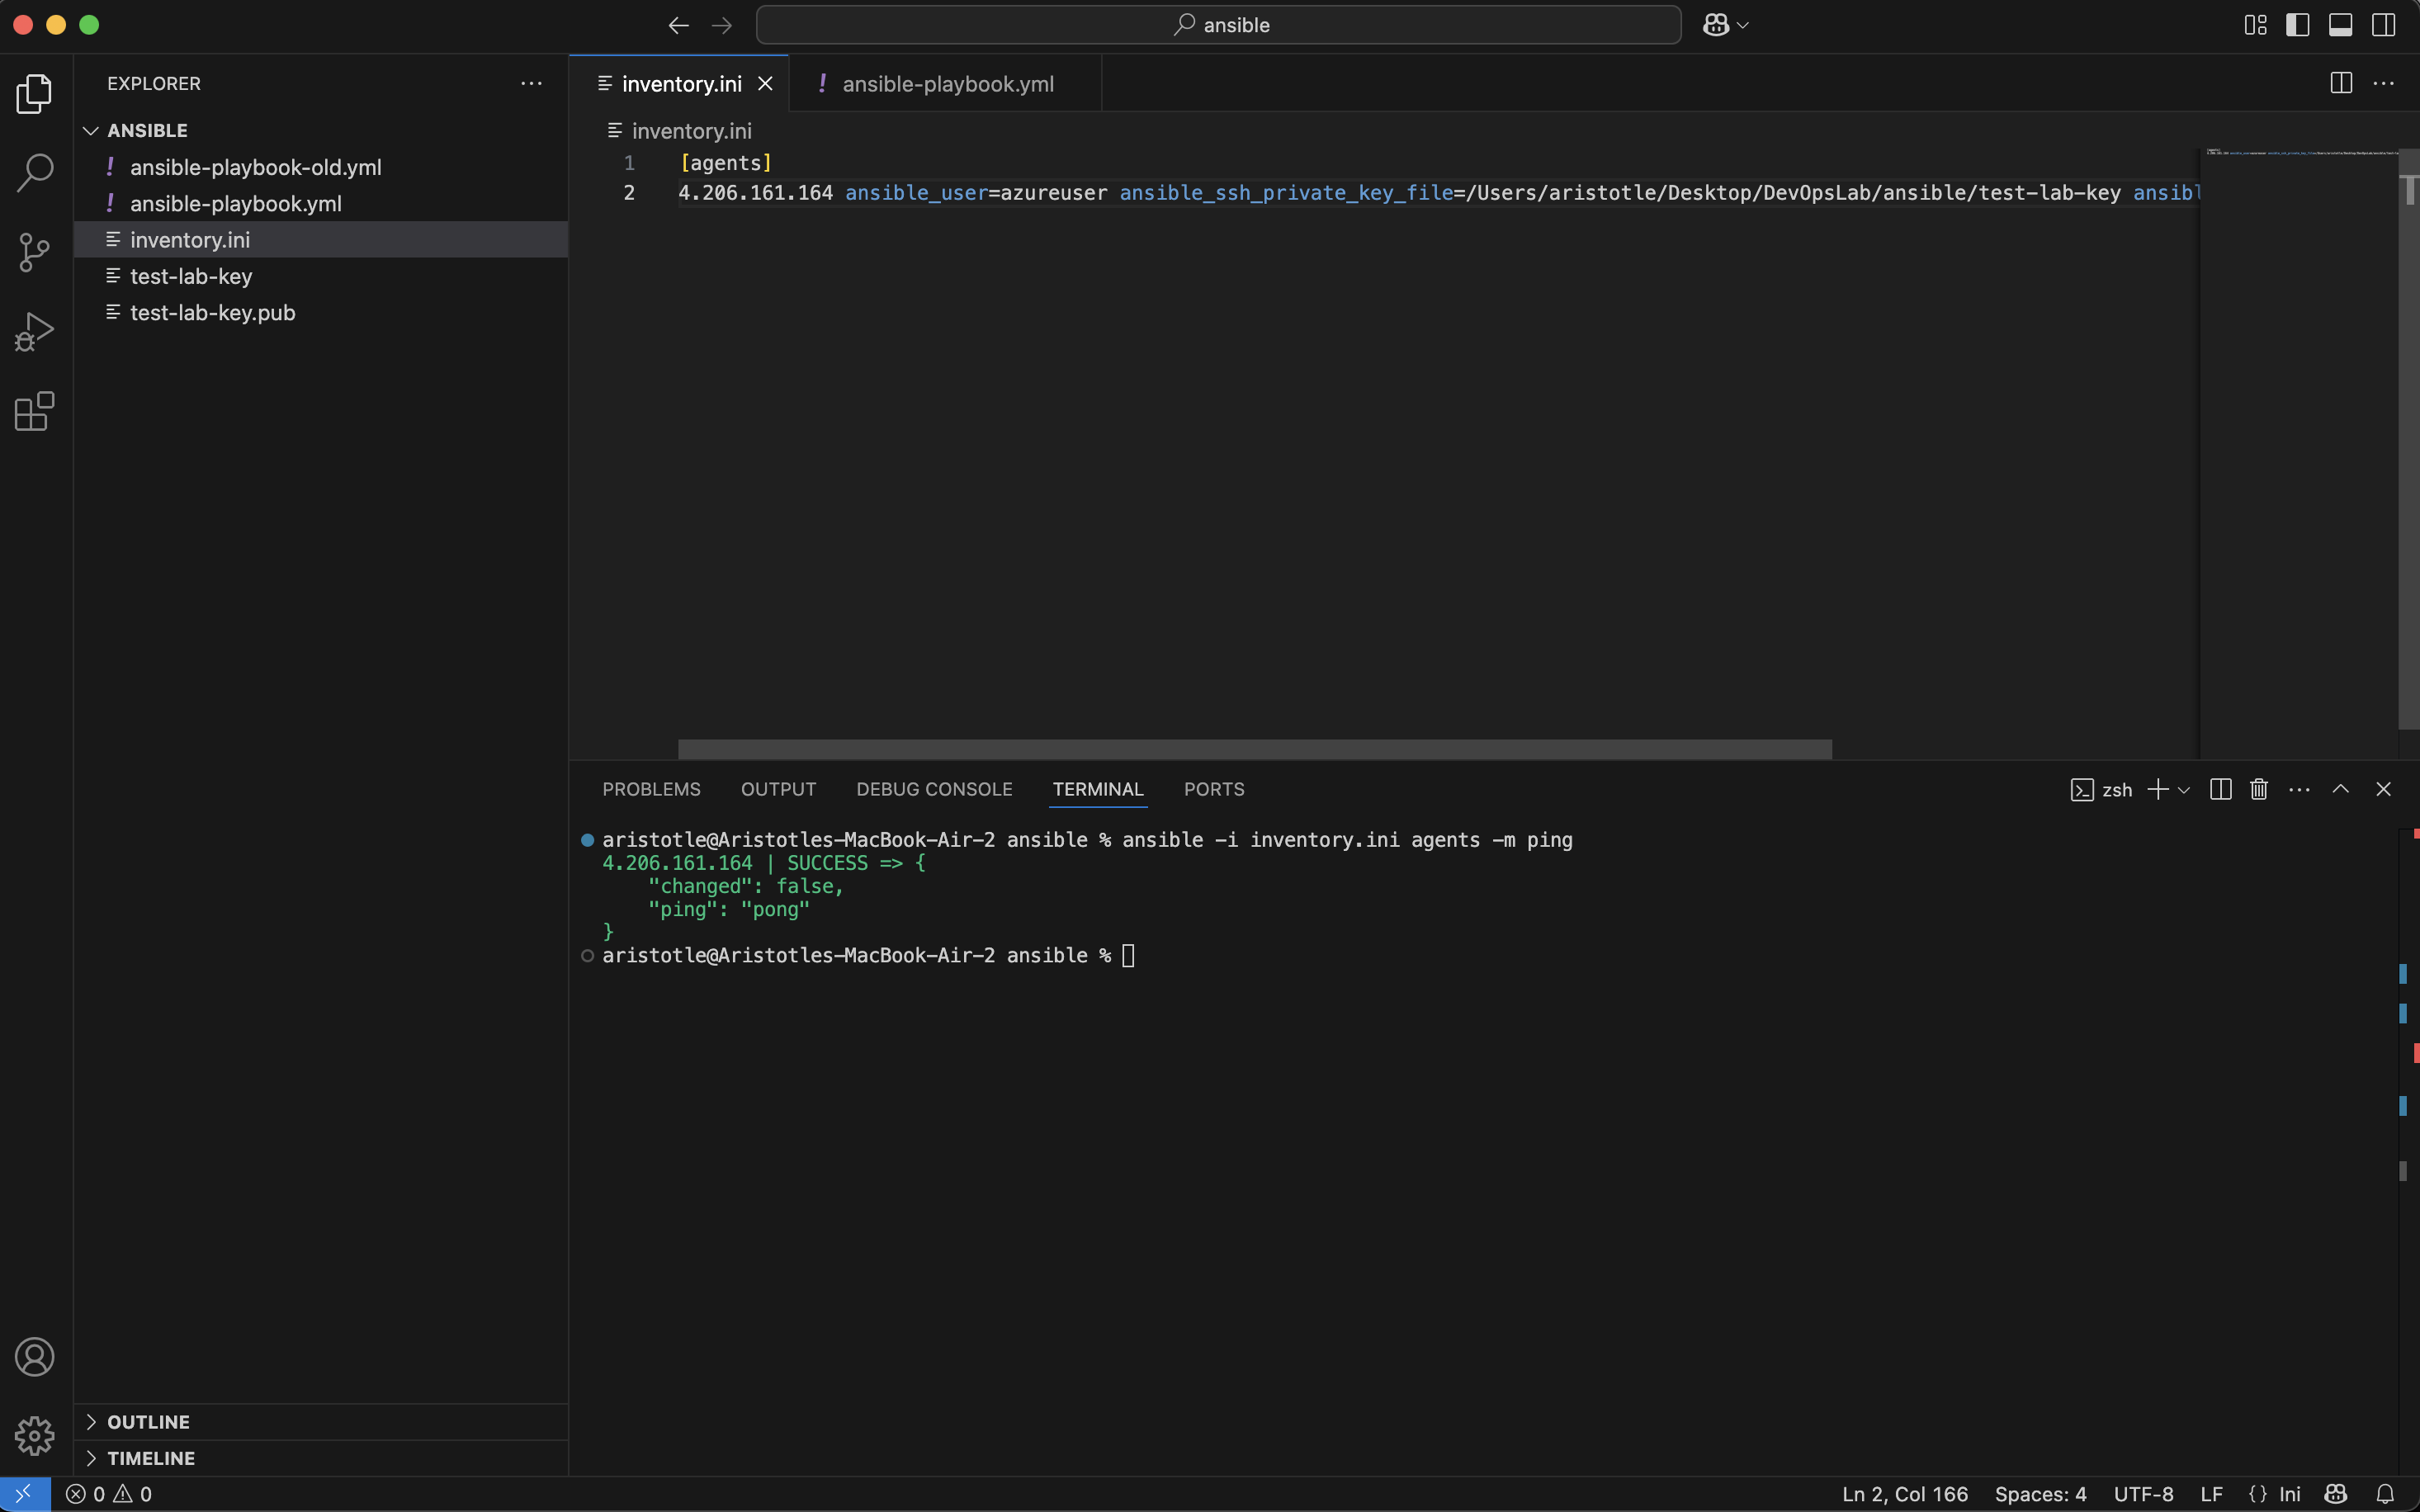 ansible
EXPLORER
ANSIBLE
! ansible-playbook-old.yml
! ansible-playbook.yml
inventory.ini
test-lab-key
test-lab-key.pub
OUTLINE
TIMELINE
inventory.ini
! ansible-playbook.yml
inventory.ini
1 [agents]
2 4.206.161.164 ansible_user=azureuser ansible_ssh_private_key_file=/Users/aristotle/Desktop/DevOpsLab/ansible/test-lab-key ansibl
PROBLEMS OUTPUT DEBUG CONSOLE TERMINAL PORTS
zsh
aristotle@Aristotles-MacBook-Air-2 ansible % ansible -i inventory.ini agents -m ping
4.206.161.164 | SUCCESS => {
"changed": false,
"ping": "pong"
}
aristotle@Aristotles-MacBook-Air-2 ansible %
0 0
Ln 2, Col 166 Spaces: 4 UTF-8 LF {} Ini